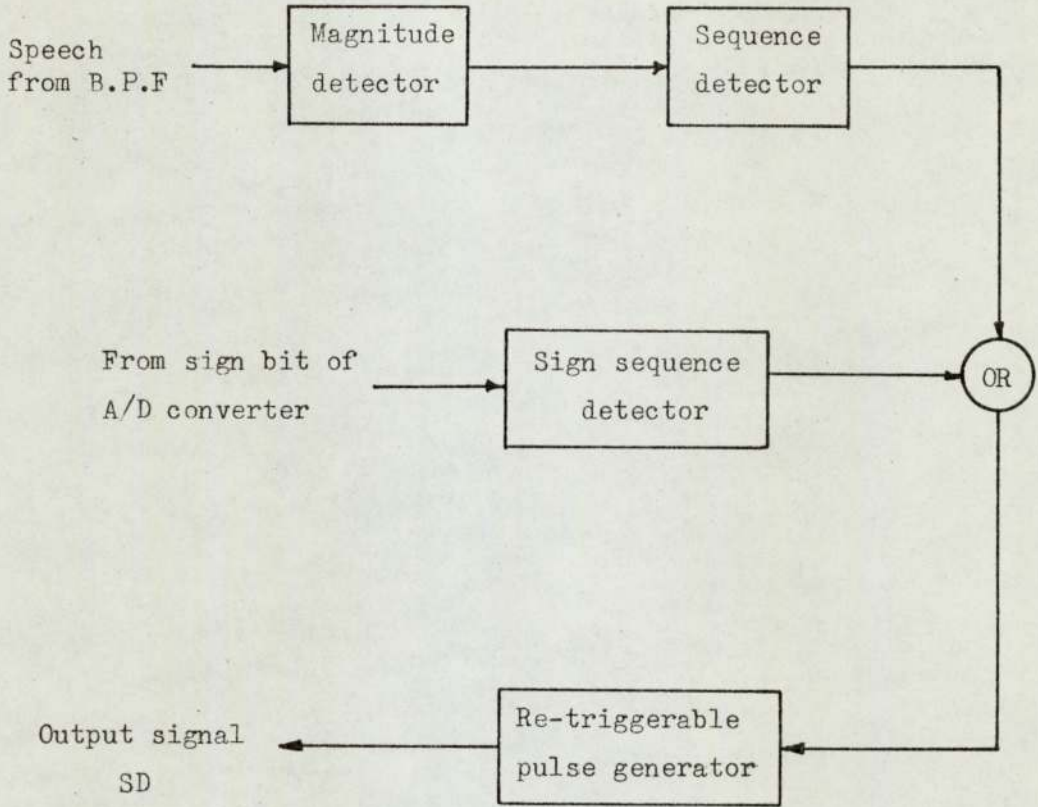 Speech
from B.P.F
Magnitude
detector
Sequence
detector
From sign bit of
A/D converter
Sign sequence
detector
OR
Re-triggerable
pulse generator
Output signal
SD